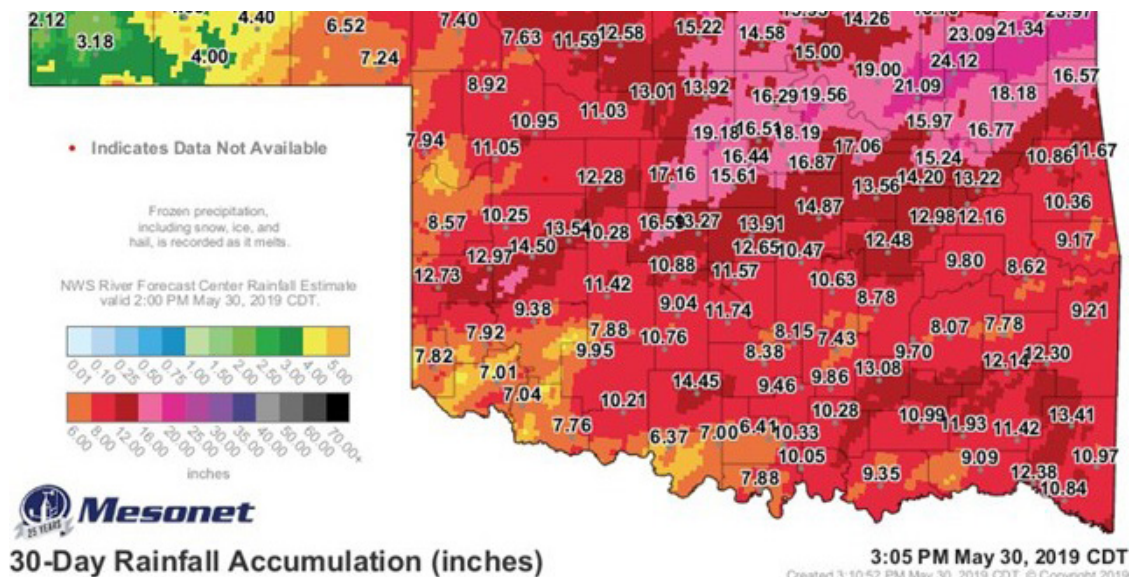 2.12 4.40 6.52 7.40 7.63 11.59 12.58 15.22 14.58 14.26 23.09 21.34 23.97
3.18 4.00 7.24 15.00 24.12
8.92 13.01 13.92 16.29 19.56 19.00 21.09 18.18 16.57
10.95 11.03 15.97
7.94 11.05 19.18 16.51 18.19 17.06 16.77
• Indicates Data Not Available
16.44 16.87 15.24 10.86 11.67
12.28 17.16 15.61 13.56 14.20 13.22
Frozen precipitation,
including snow, ice, and
hail, is recorded as it melts.
8.57 10.25 13.54 10.28 16.59 13.27 13.91 14.87 12.98 12.16 10.36
12.97 14.50 12.65 10.47 12.48 9.17
12.73 10.88 11.57 9.80 8.62
NWS River Forecast Center Rainfall Estimate
valid 2:00 PM May 30, 2019 CDT.
11.42 10.63
9.38 9.04 11.74 8.78 9.21
7.92 7.88 10.76 8.15 7.43 8.07 7.78
7.82 9.95 8.38 9.70 12.14 12.30
7.01 14.45 9.46 9.86 13.08
7.04 10.21 10.28 10.99 11.93 11.42 13.41
7.76 6.37 7.00 6.41 10.33
10.05 9.09 10.97
7.88 9.35 12.38
10.84
0.01 0.10 0.25 0.50 0.75 1.00 1.50 2.00 2.50 3.00 4.00 5.00
6.00 8.00 12.00 16.00 20.00 25.00 30.00 35.00 40.00 50.00 60.00 70.00+
inches
25 YEARS
Mesonet
30-Day Rainfall Accumulation (inches)
3:05 PM May 30, 2019 CDT
Created 3:10:52 PM May 30, 2019 CDT. © Copyright 2019